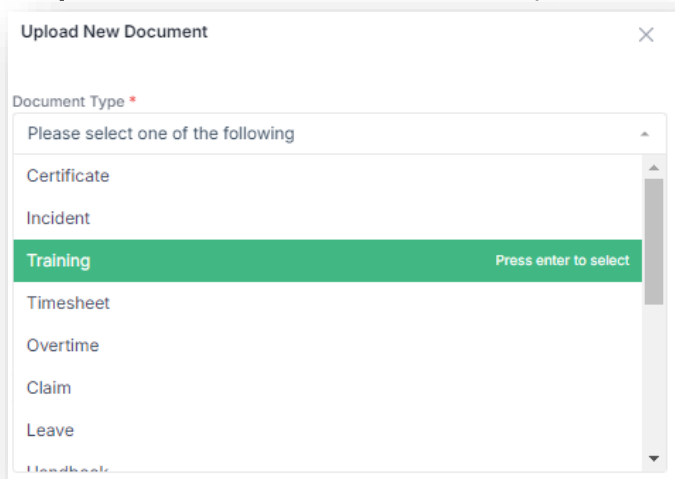 Upload New Document
Document Type *
Please select one of the following
Certificate
Incident
Training Press enter to select
Timesheet
Overtime
Claim
Leave
Handbook